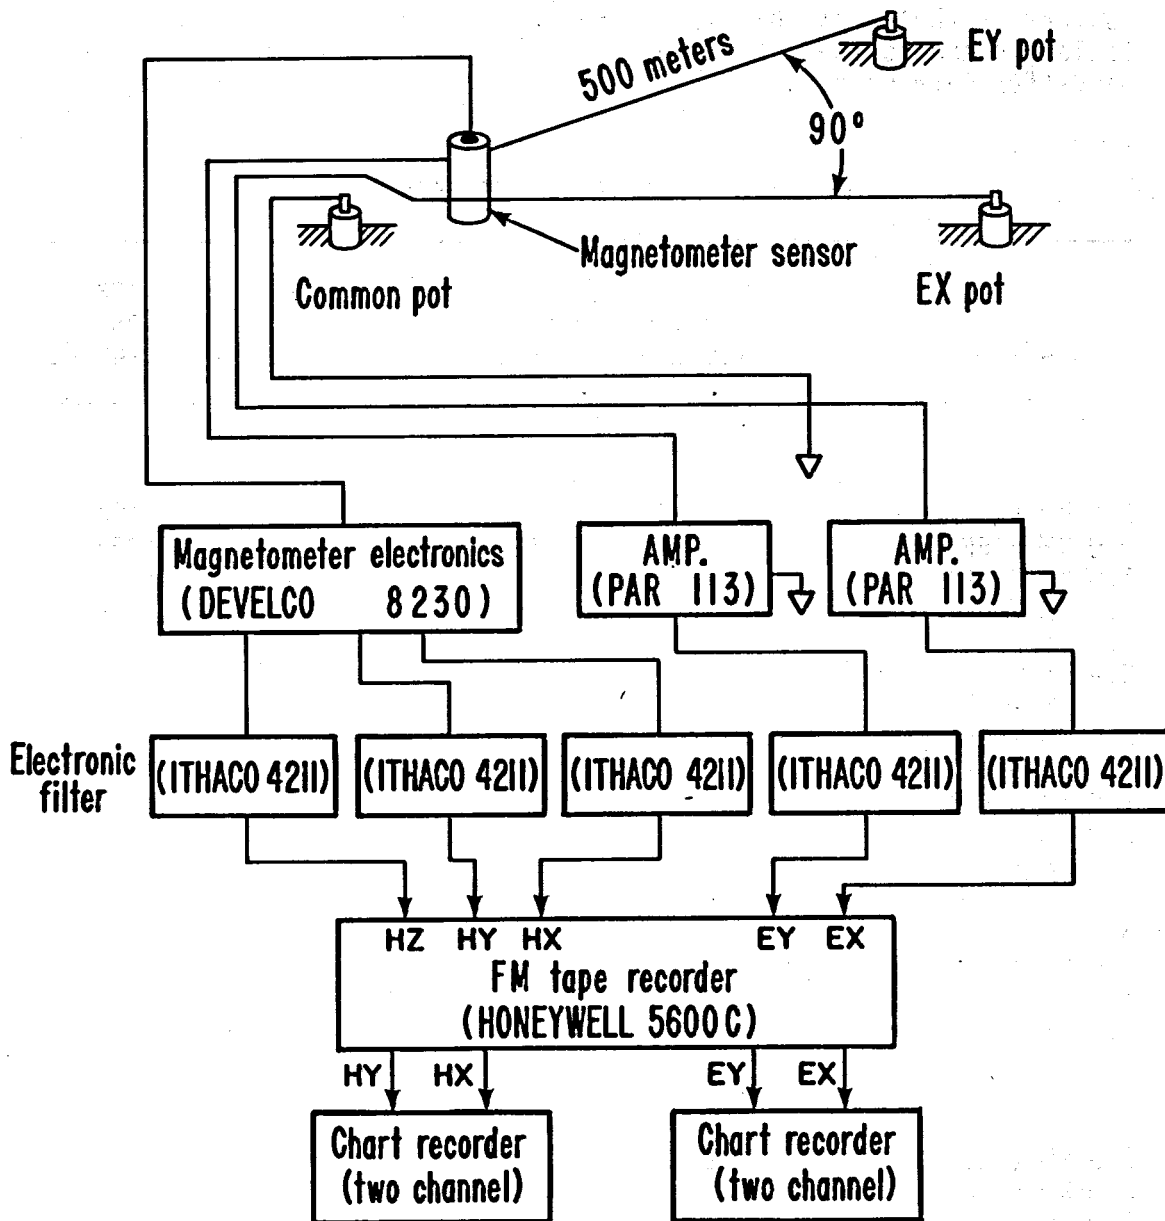 500 meters
EY pot
90°
Magnetometer sensor
Common pot
EX pot
Magnetometer electronics
(DEVELCO 8230)
AMP.
(PAR 113)
AMP.
(PAR 113)
Electronic
filter
(ITHACO 4211)
(ITHACO 4211)
(ITHACO 4211)
(ITHACO 4211)
(ITHACO 4211)
HZ HY HX EY EX
FM tape recorder
(HONEYWELL 5600C)
HY HX EY EX
Chart recorder
(two channel)
Chart recorder
(two channel)